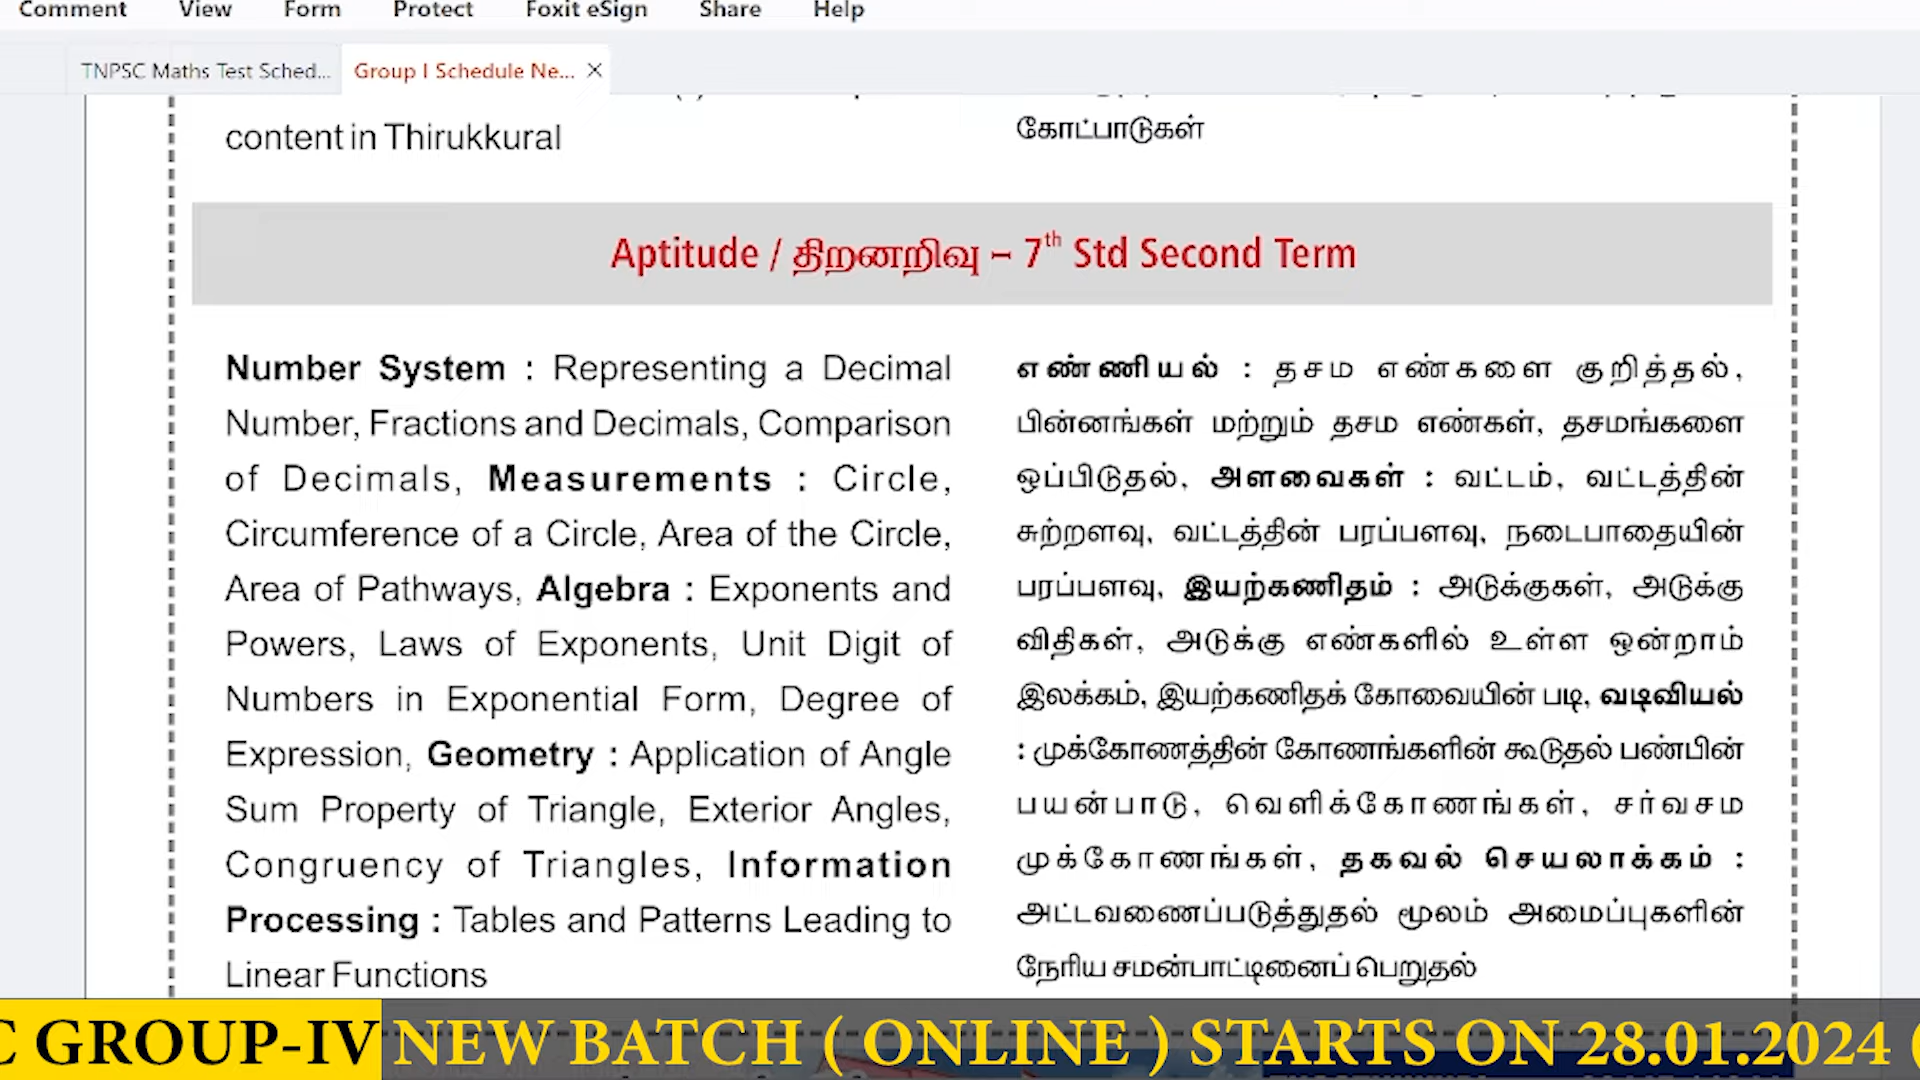 Comment View Form Protect Foxit eSign Share Help
TNPSC Maths Test Sched... Group I Schedule Ne... ×
content in Thirukkural
கோட்பாடுகள்
Aptitude / திறனறிவு – 7th Std Second Term
Number System : Representing a Decimal
Number, Fractions and Decimals, Comparison
of Decimals, Measurements : Circle,
Circumference of a Circle, Area of the Circle,
Area of Pathways, Algebra : Exponents and
Powers, Laws of Exponents, Unit Digit of
Numbers in Exponential Form, Degree of
Expression, Geometry : Application of Angle
Sum Property of Triangle, Exterior Angles,
Congruency of Triangles, Information
Processing : Tables and Patterns Leading to
Linear Functions
எண்ணியல் : தசம எண்களை குறித்தல்,
பின்னங்கள் மற்றும் தசம எண்கள், தசமங்களை
ஒப்பிடுதல், அளவைகள் : வட்டம், வட்டத்தின்
சுற்றளவு, வட்டத்தின் பரப்பளவு, நடைபாதையின்
பரப்பளவு, இயற்கணிதம் : அடுக்குகள், அடுக்கு
விதிகள், அடுக்கு எண்களில் உள்ள ஒன்றாம்
இலக்கம், இயற்கணிதக் கோவையின் படி, வடிவியல்
: முக்கோணத்தின் கோணங்களின் கூடுதல் பண்பின்
பயன்பாடு, வெளிக்கோணங்கள், சர்வசம
முக்கோணங்கள், தகவல் செயலாக்கம் :
அட்டவணைப்படுத்துதல் மூலம் அமைப்புகளின்
நேரிய சமன்பாட்டினைப் பெறுதல்
C GROUP-IV NEW BATCH ( ONLINE ) STARTS ON 28.01.2024 (